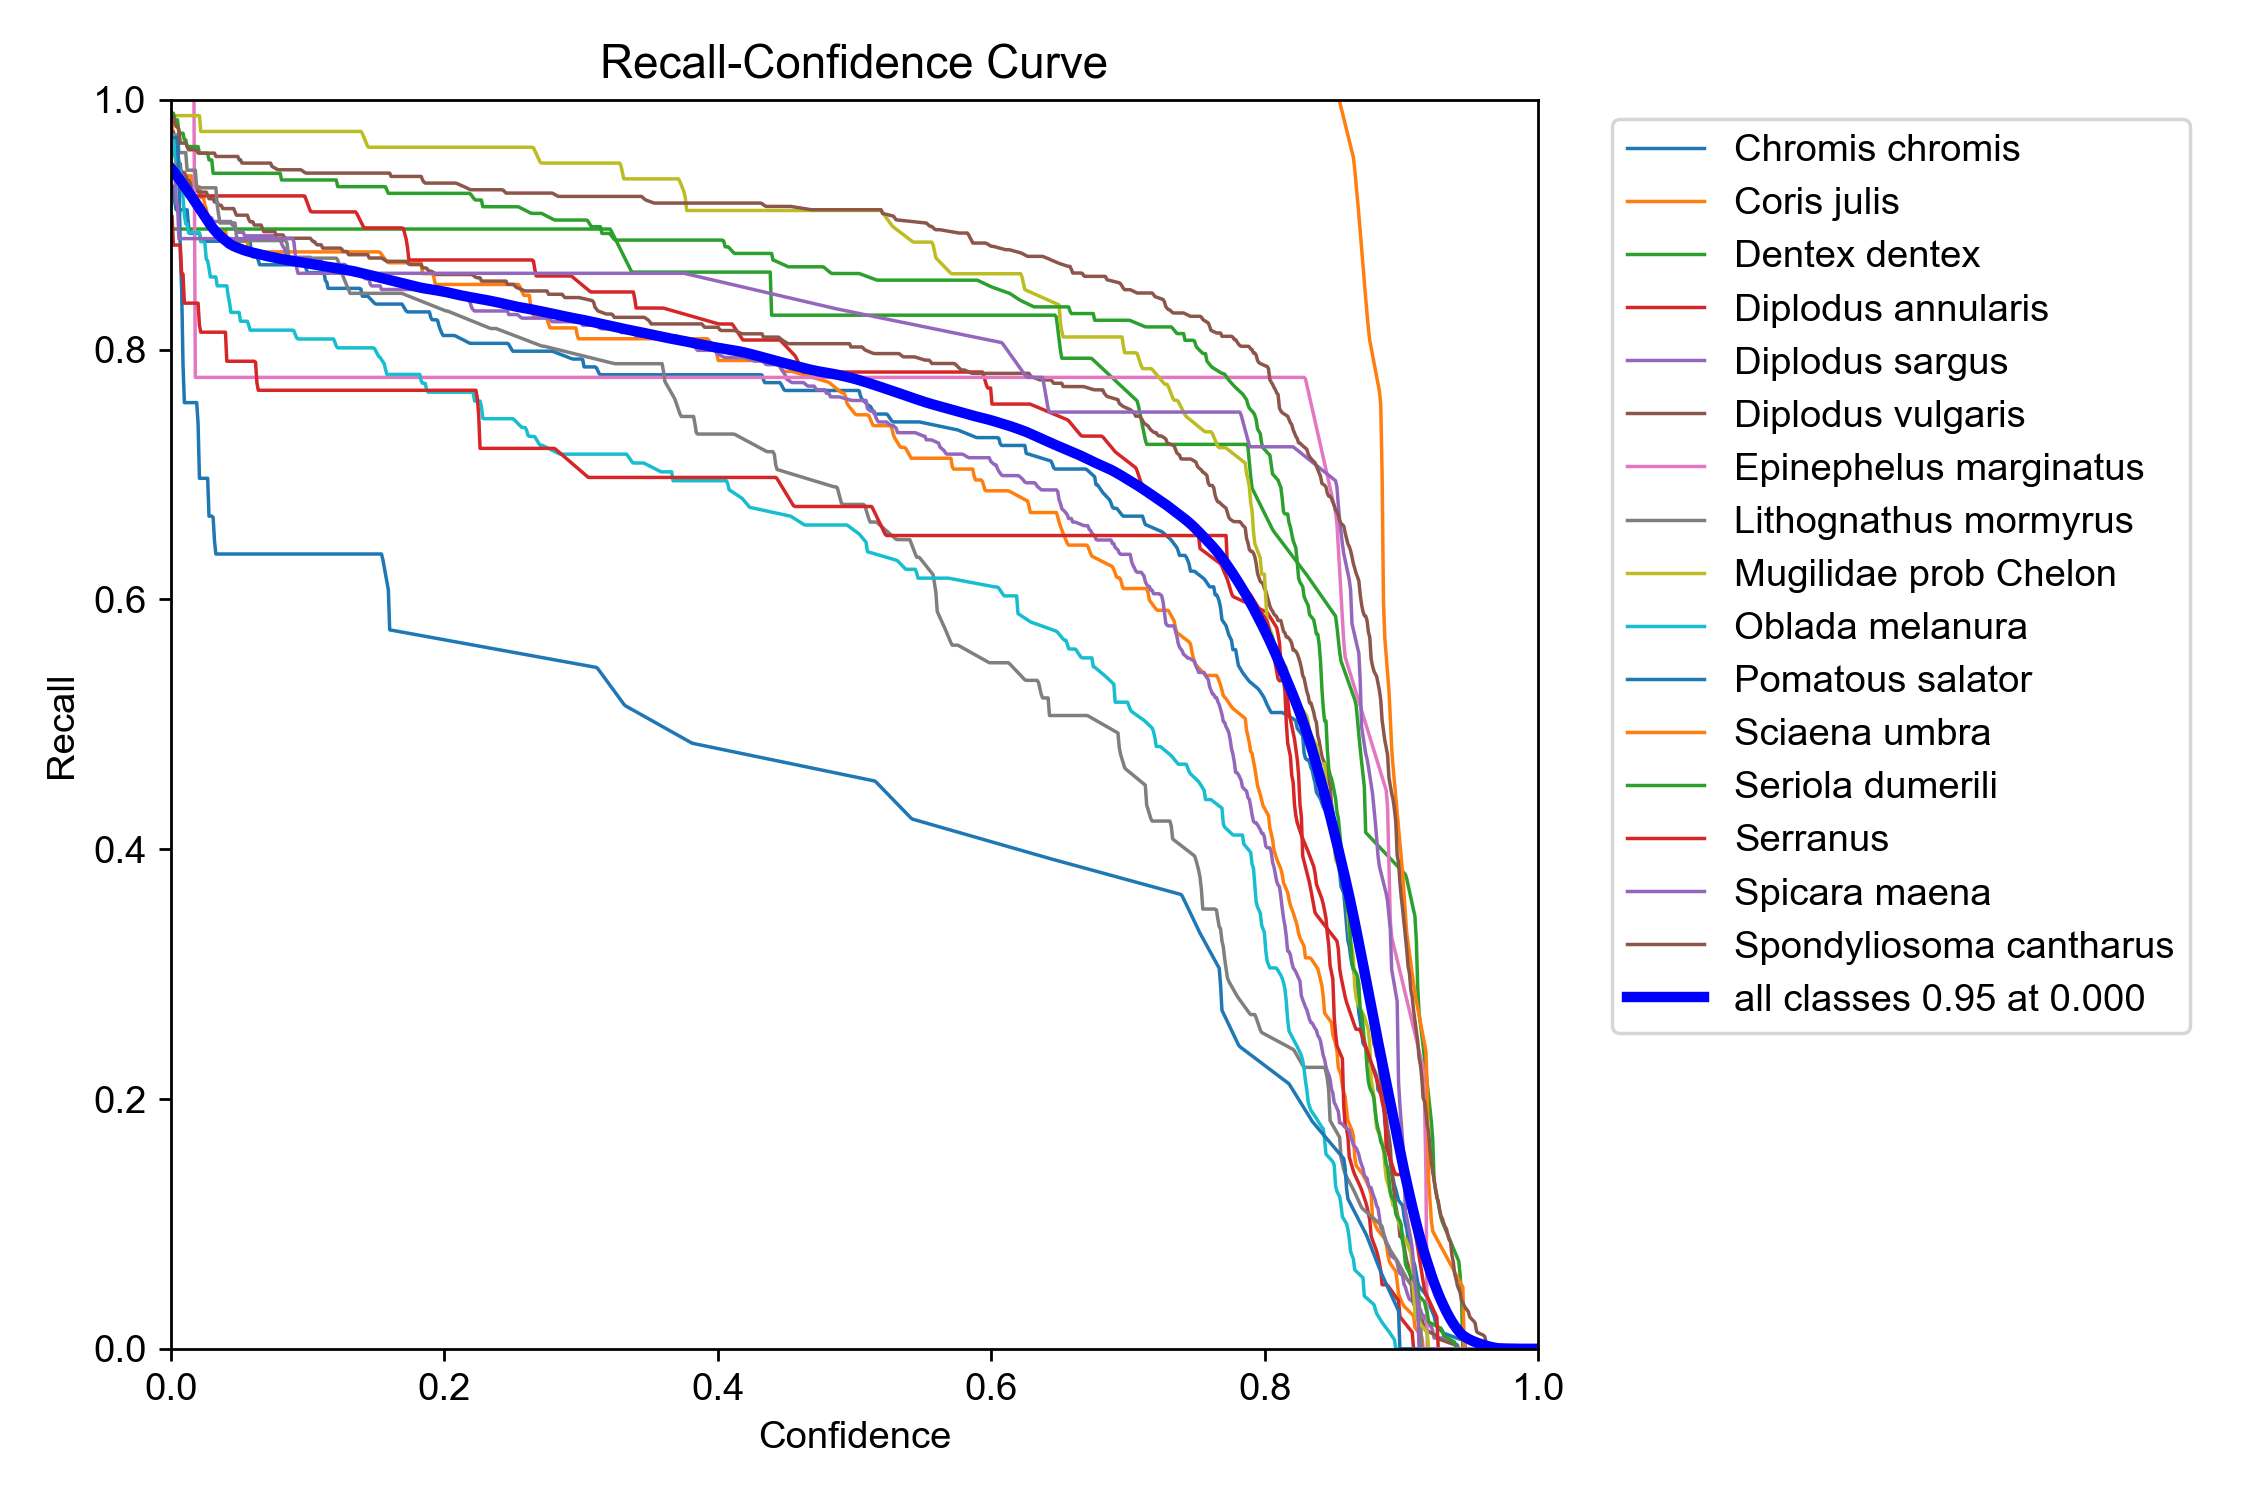 Recall-Confidence Curve
1.0
0.8
0.6
0.4
0.2
0.0
Recall
0.0 0.2 0.4 0.6 0.8 1.0
Confidence
Chromis chromis
Coris julis
Dentex dentex
Diplodus annularis
Diplodus sargus
Diplodus vulgaris
Epinephelus marginatus
Lithognathus mormyrus
Mugilidae prob Chelon
Oblada melanura
Pomatous salator
Sciaena umbra
Seriola dumerili
Serranus
Spicara maena
Spondyliosoma cantharus
all classes 0.95 at 0.000